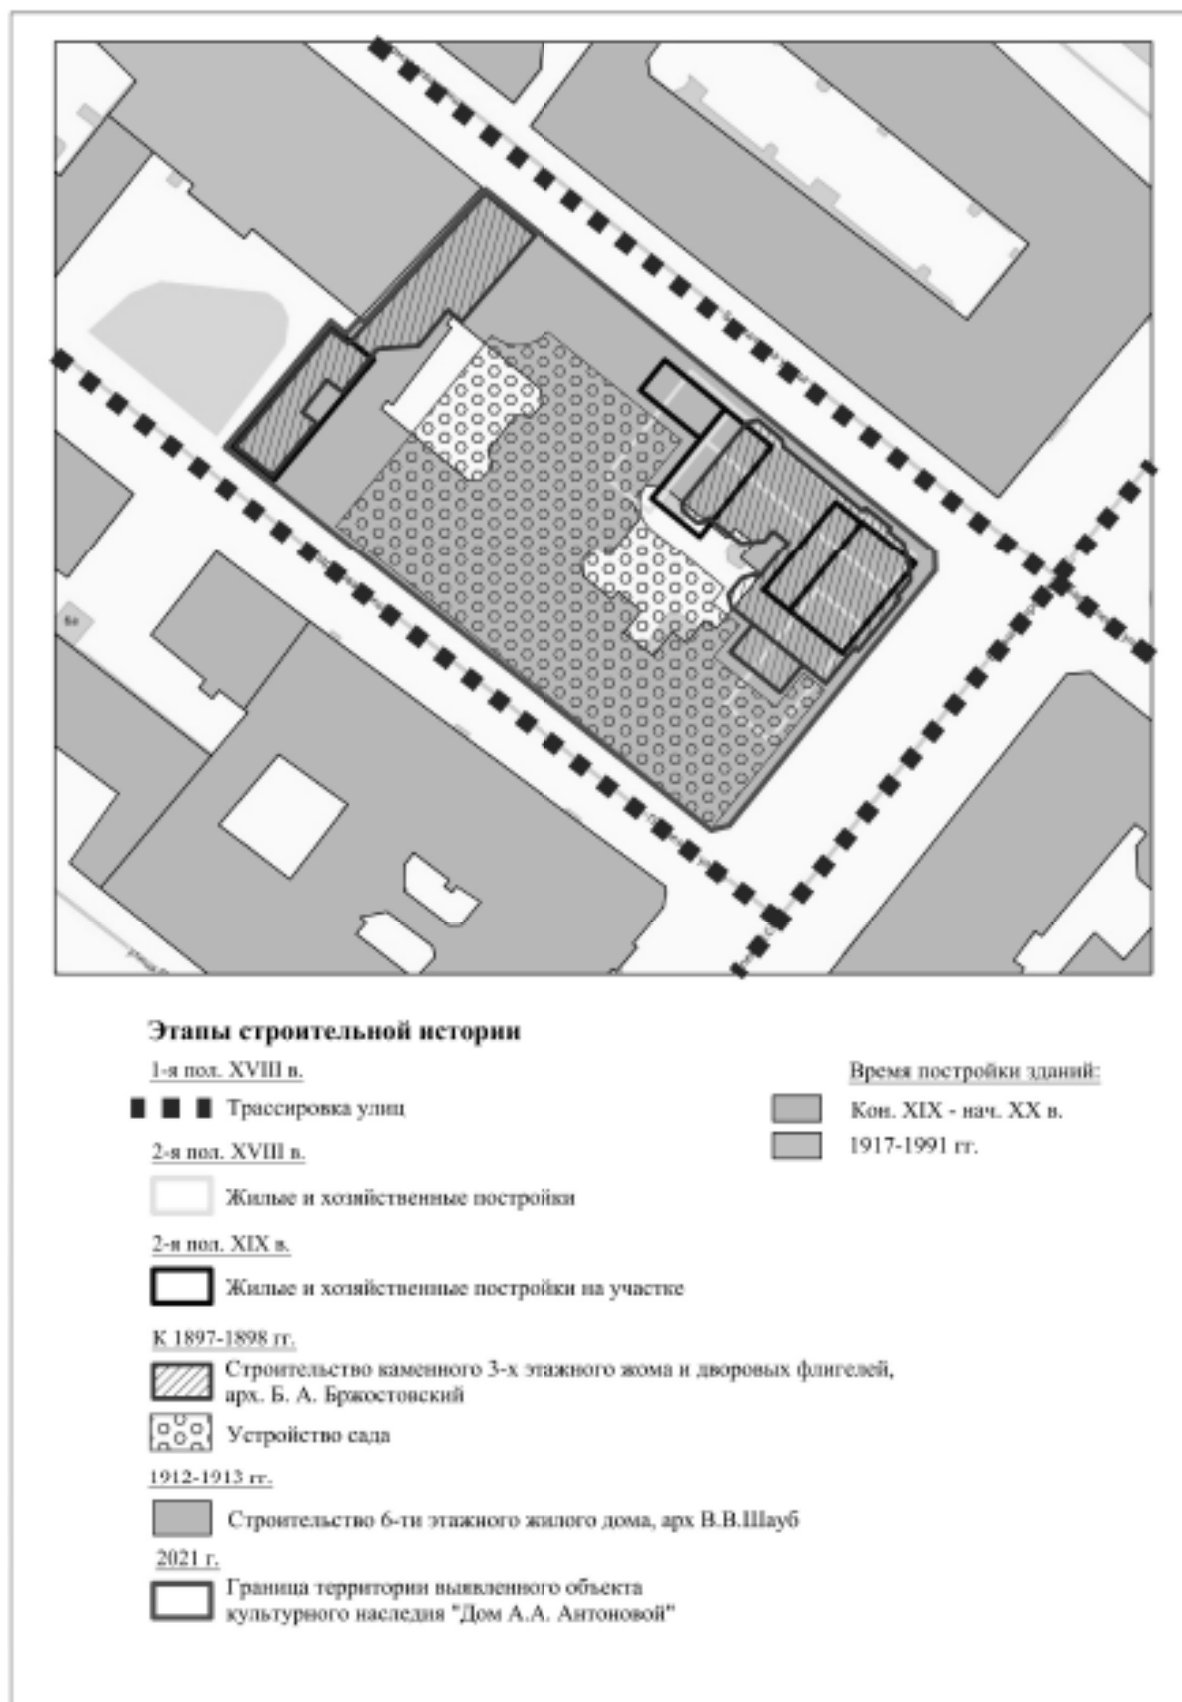 6а
улица
Этапы строительной истории
1-я пол. XVIII в.
Трассировка улиц
2-я пол. XVIII в.
Жилые и хозяйственные постройки
2-я пол. XIX в.
Жилые и хозяйственные постройки на участке
К 1897-1898 гг.
Строительство каменного 3-х этажного жома и дворовых флигелей,
арх. Б. А. Бржостовский
Устройство сада
1912-1913 гг.
Строительство 6-ти этажного жилого дома, арх В.В.Шауб
2021 г.
Граница территории выявленного объекта
культурного наследия "Дом А.А. Антоновой"
Время постройки зданий:
Кон. XIX - нач. XX в.
1917-1991 гг.